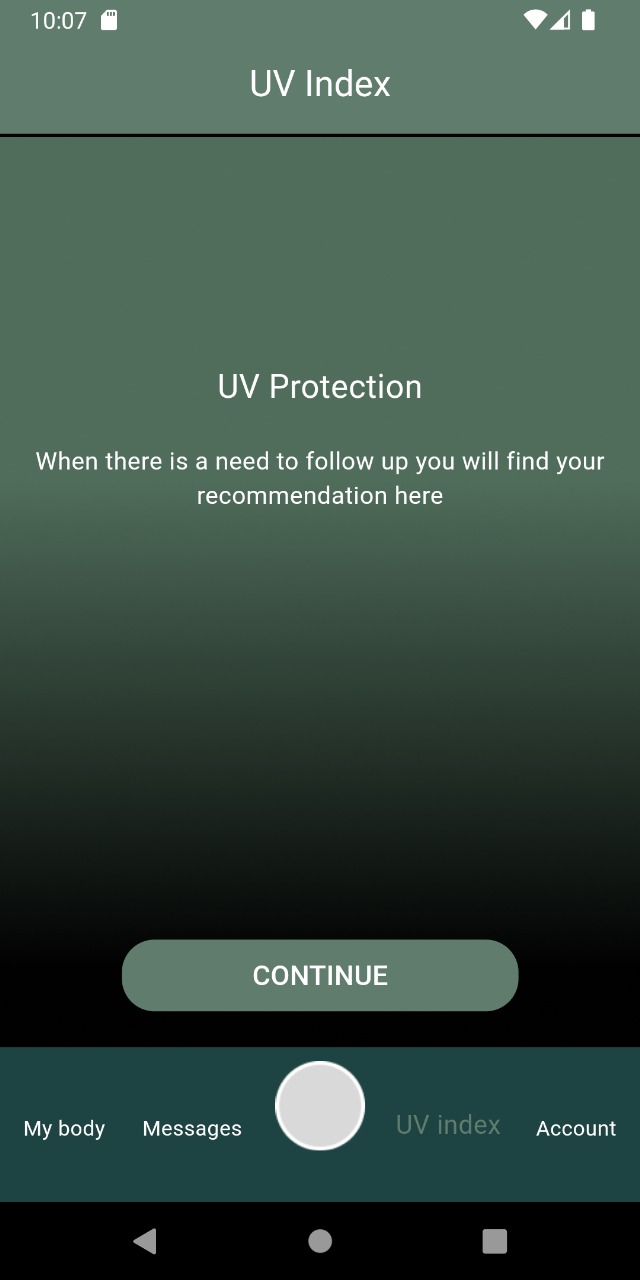 10:07
UV Index
UV Protection
When there is a need to follow up you will find your
recommendation here
CONTINUE
My body
Messages
UV index
Account